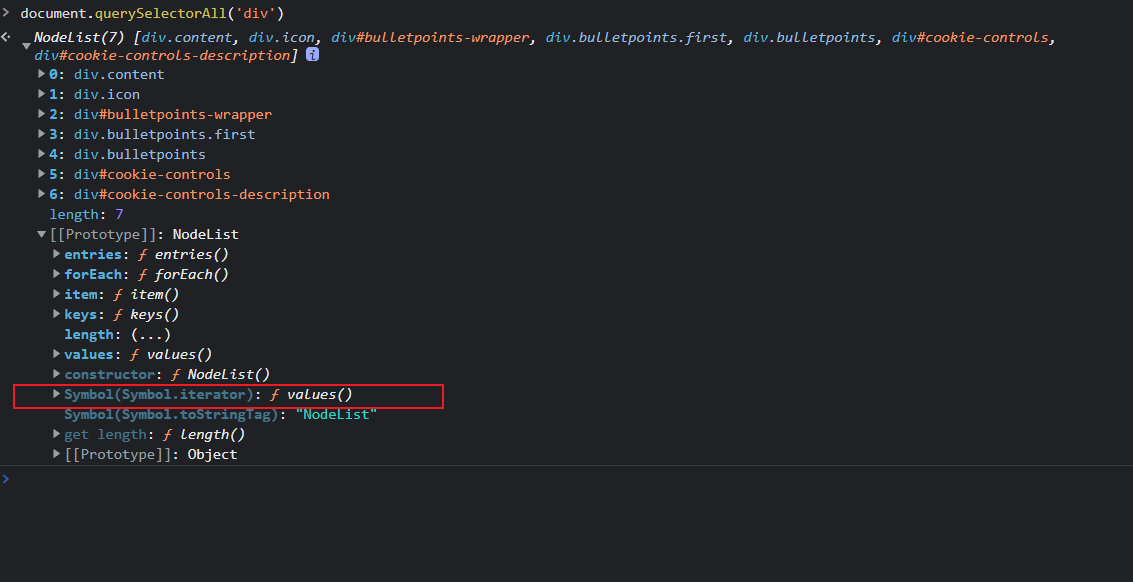 > document.querySelectorAll('div')
NodeList(7) [div.content, div.icon, div#bulletpoints-wrapper, div.bulletpoints.first, div.bulletpoints, div#cookie-controls,
div#cookie-controls-description] i
0: div.content
1: div.icon
2: div#bulletpoints-wrapper
3: div.bulletpoints.first
4: div.bulletpoints
5: div#cookie-controls
6: div#cookie-controls-description
length: 7
[[Prototype]]: NodeList
entries: ƒ entries()
forEach: ƒ forEach()
item: ƒ item()
keys: ƒ keys()
length: (...)
values: ƒ values()
constructor: ƒ NodeList()
Symbol(Symbol.iterator): ƒ values()
Symbol(Symbol.toStringTag): "NodeList"
get length: ƒ length()
[[Prototype]]: Object
>